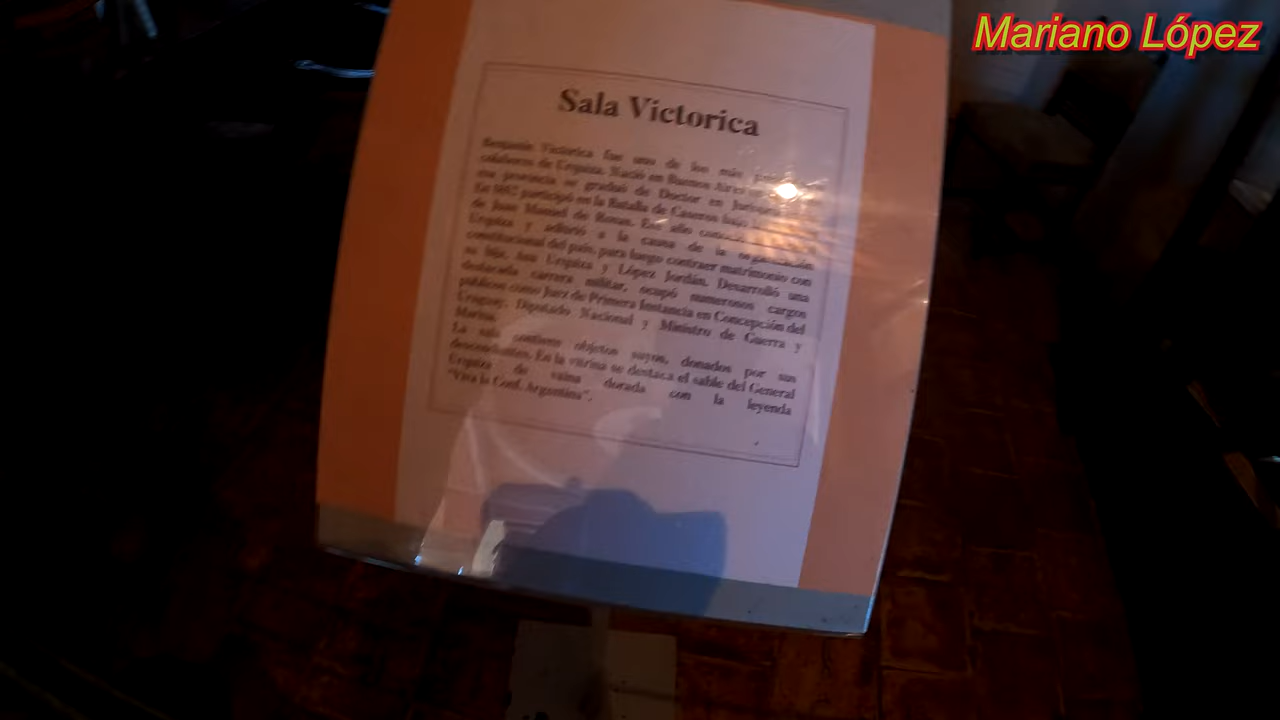 Mariano López
Sala Victorica
Benjamín Victorica fue uno de los más
colabores de Urquiza. Nació en Buenos Aires
esa provincia se graduó de Doctor en
En participó en la Batalla de Caseros bajo
de Juan Manuel de Rosas. Ese año
Urquiza y adhirió a la causa de la organización
constitucional del país, para luego contraer matrimonio con
su hija, Ana Urquiza y López Jordán. Desarrolló una
destacada carrera militar, ocupó numerosos cargos
públicos como Juez de Primera Instancia en Concepción del
Uruguay, Diputado Nacional y Ministro de Guerra y
Marina.
La sala contiene objetos suyos, donados por sus
descendientes. En la vitrina se destaca el sable del General
Urquiza de vaina dorada con la leyenda
"Viva la Conf. Argentina".